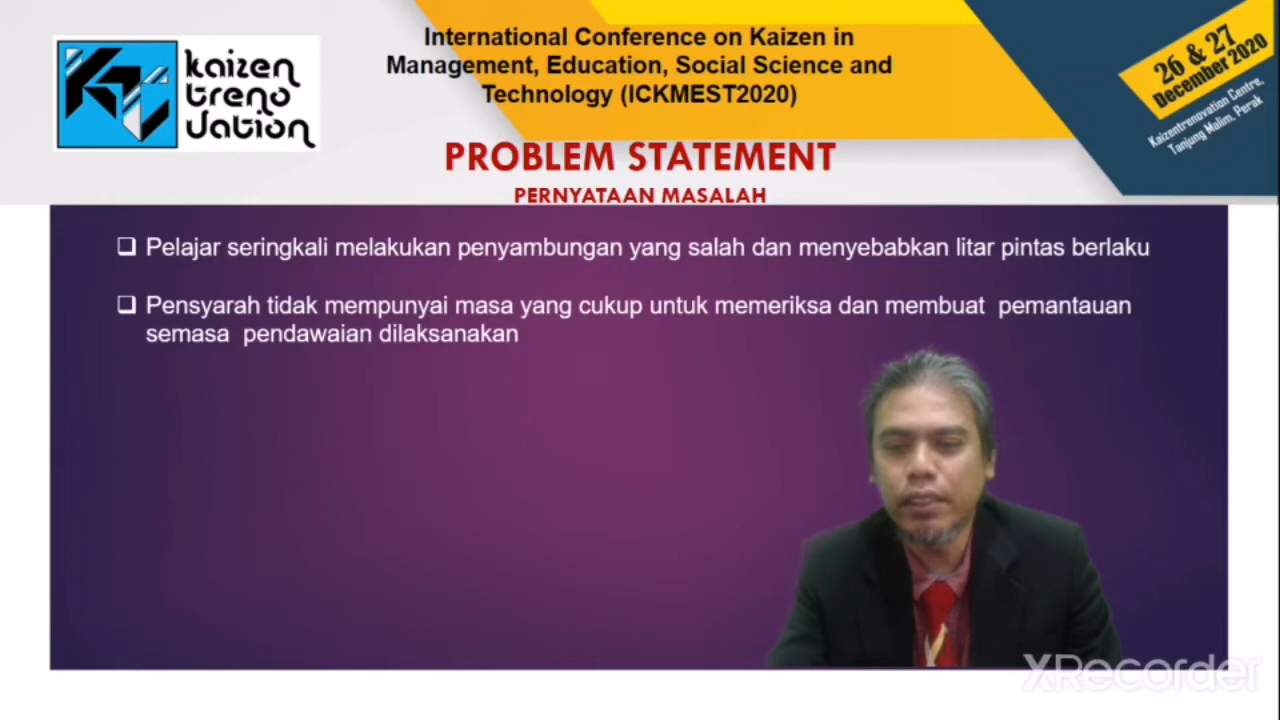 kaizen
treno
vation
International Conference on Kaizen in
Management, Education, Social Science and
Technology (ICKMEST2020)
26 & 27
December 2020
Kaizentrenovation Centre,
Tanjung Malim, Perak
PROBLEM STATEMENT
PERNYATAAN MASALAH
Pelajar seringkali melakukan penyambungan yang salah dan menyebabkan litar pintas berlaku
Pensyarah tidak mempunyai masa yang cukup untuk memeriksa dan membuat pemantauan
semasa pendawaian dilaksanakan
XRecorder